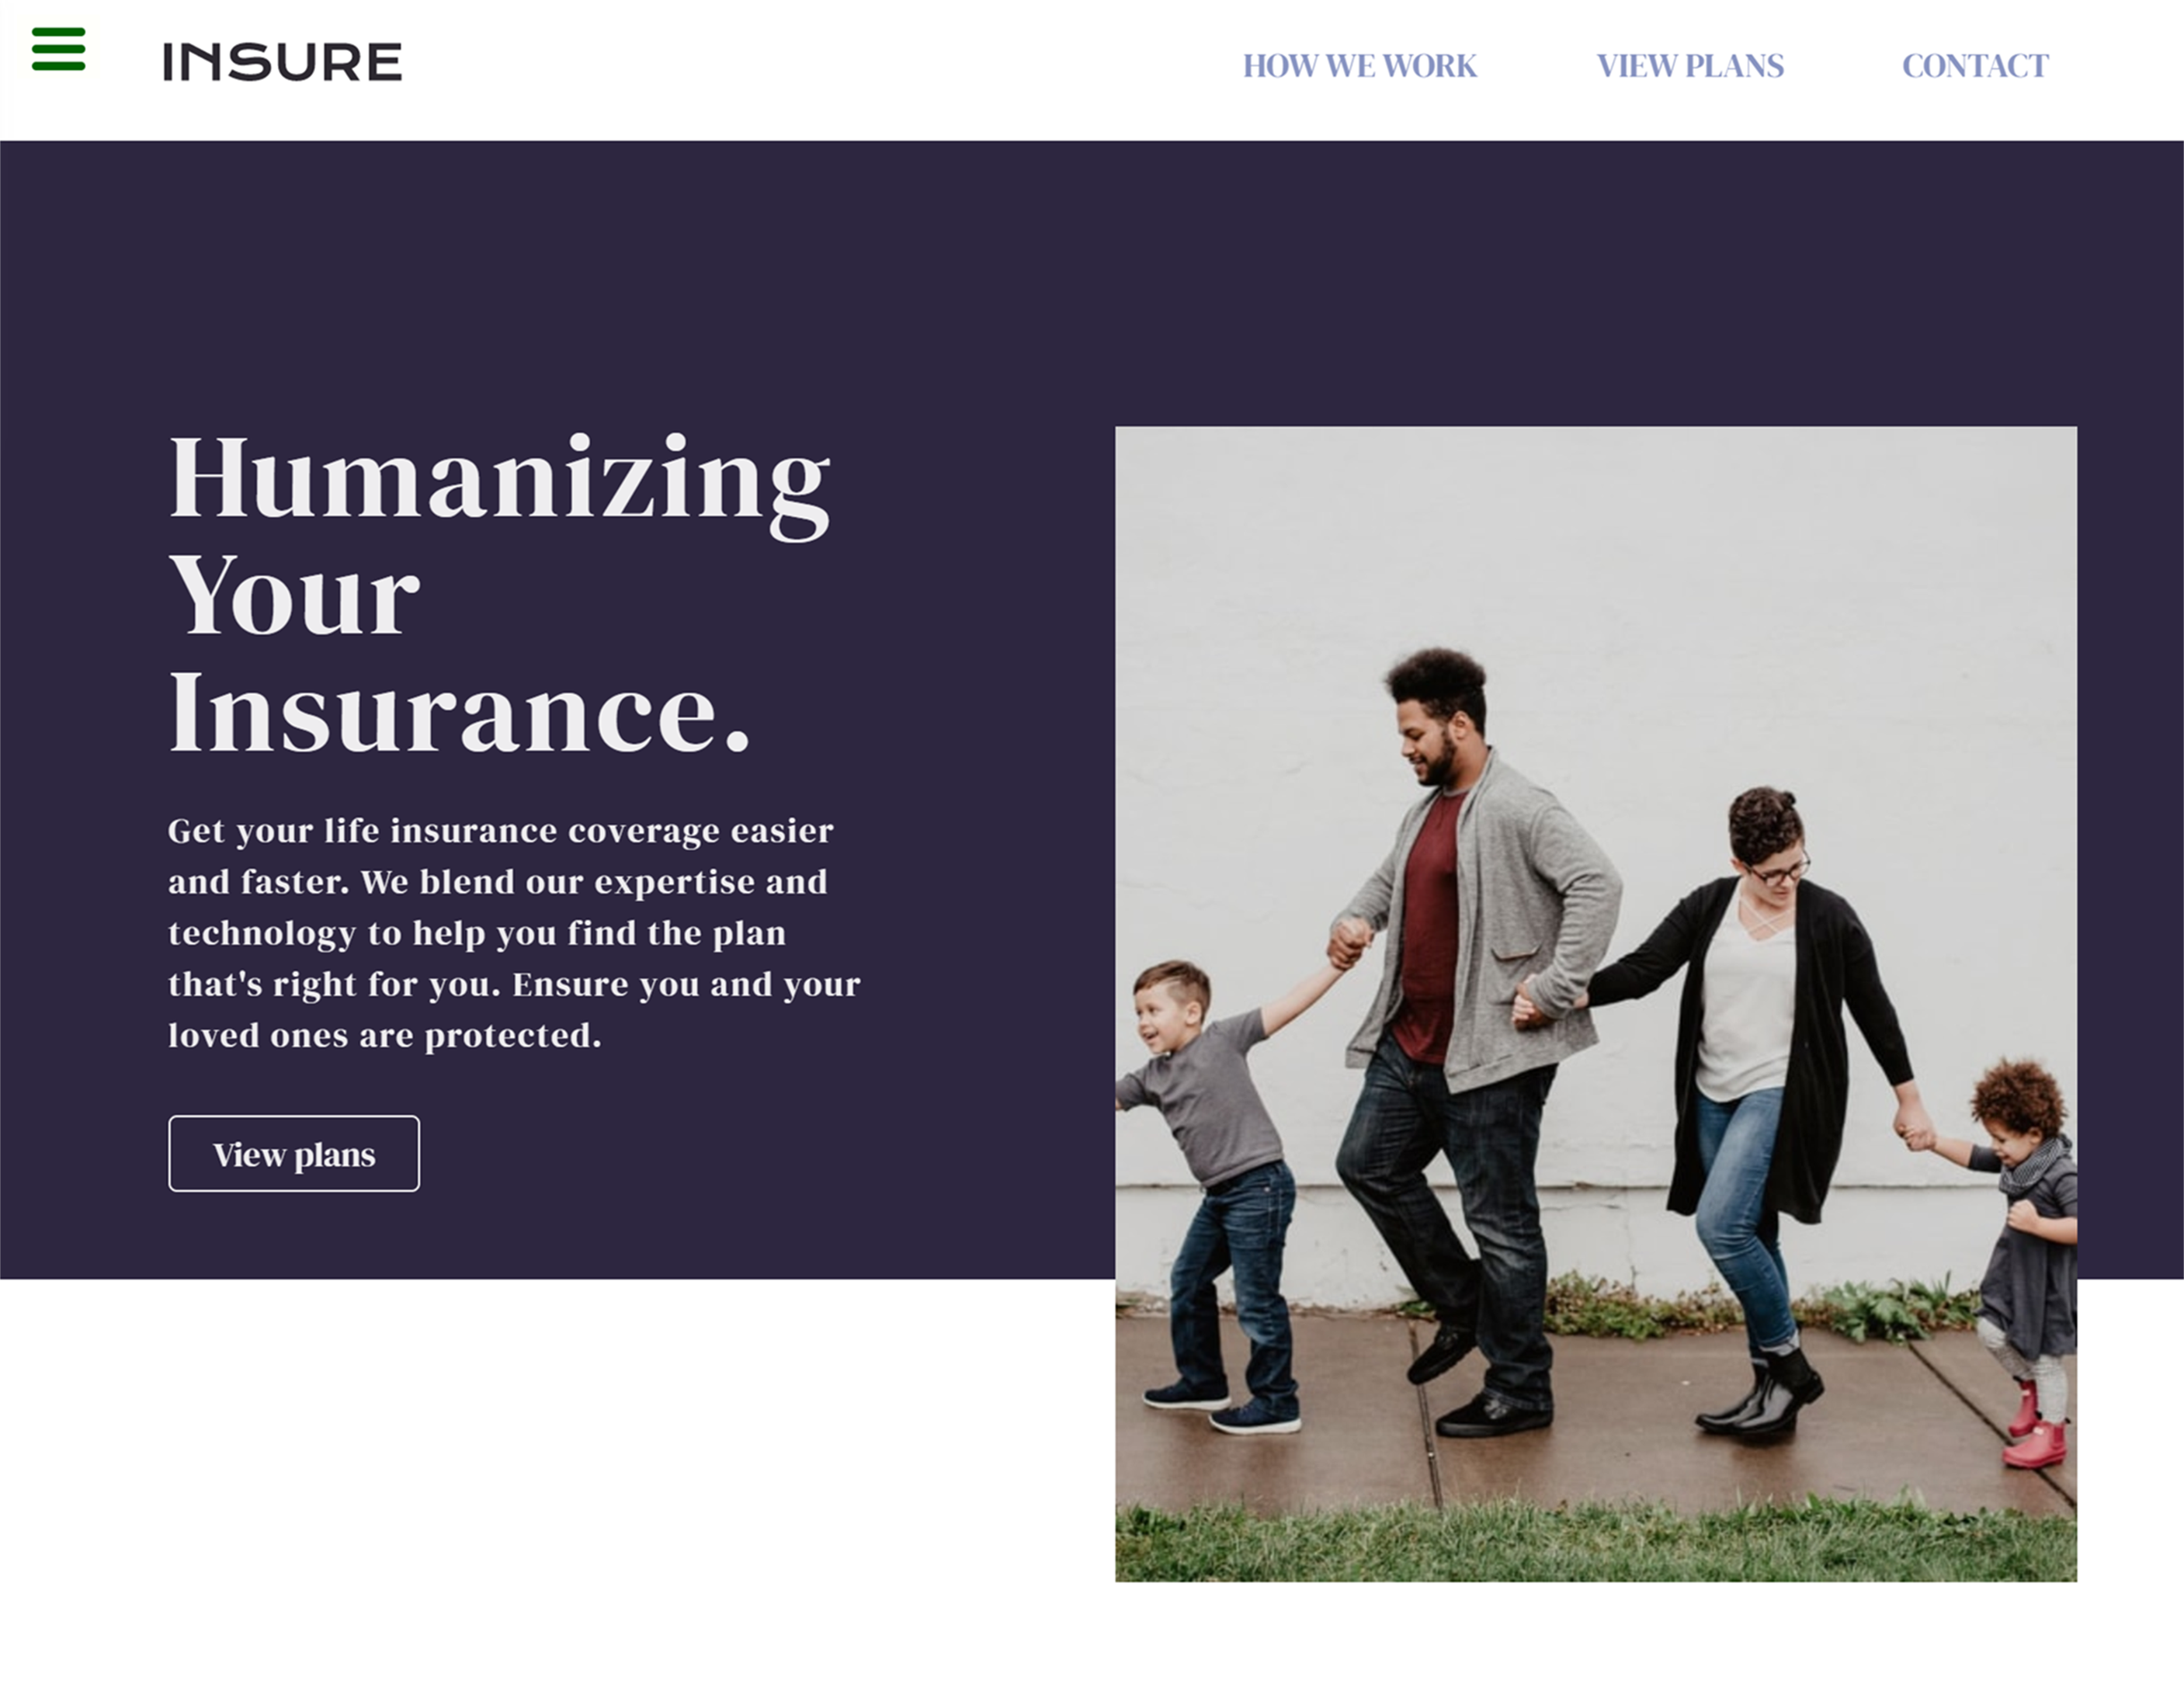 INSURE
HOW WE WORK
VIEW PLANS
CONTACT
Humanizing
Your
Insurance.
Get your life insurance coverage easier
and faster. We blend our expertise and
technology to help you find the plan
that's right for you. Ensure you and your
loved ones are protected.
View plans